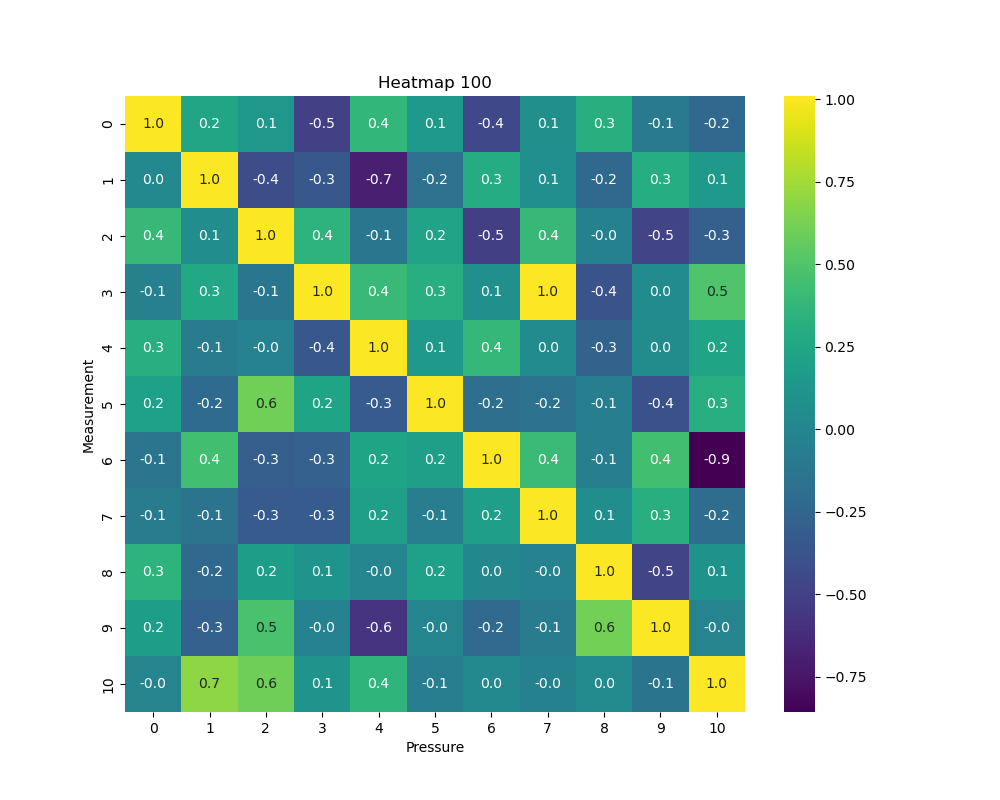 Heatmap 100
0 1.0 0.2 0.1 -0.5 0.4 0.1 -0.4 0.1 0.3 -0.1 -0.2
1 0.0 1.0 -0.4 -0.3 -0.7 -0.2 0.3 0.1 -0.2 0.3 0.1
2 0.4 0.1 1.0 0.4 -0.1 0.2 -0.5 0.4 -0.0 -0.5 -0.3
3 -0.1 0.3 -0.1 1.0 0.4 0.3 0.1 1.0 -0.4 0.0 0.5
4 0.3 -0.1 -0.0 -0.4 1.0 0.1 0.4 0.0 -0.3 0.0 0.2
5 0.2 -0.2 0.6 0.2 -0.3 1.0 -0.2 -0.2 -0.1 -0.4 0.3
6 -0.1 0.4 -0.3 -0.3 0.2 0.2 1.0 0.4 -0.1 0.4 -0.9
7 -0.1 -0.1 -0.3 -0.3 0.2 -0.1 0.2 1.0 0.1 0.3 -0.2
8 0.3 -0.2 0.2 0.1 -0.0 0.2 0.0 -0.0 1.0 -0.5 0.1
9 0.2 -0.3 0.5 -0.0 -0.6 -0.0 -0.2 -0.1 0.6 1.0 -0.0
10 -0.0 0.7 0.6 0.1 0.4 -0.1 0.0 -0.0 0.0 -0.1 1.0
0 1 2 3 4 5 6 7 8 9 10
Pressure
Measurement
1.00
0.75
0.50
0.25
0.00
-0.25
-0.50
-0.75